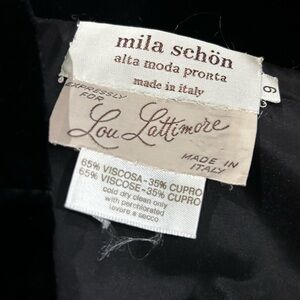 mila schön
alta moda pronta
made in italy
6
EXPRESSLY
FOR
Lou Lattimore
MADE IN
ITALY
65% VISCOSA-35% CUPRO
65% VISCOSE-35% CUPRO
cold dry clean only
with perchlorated
lavare a secco